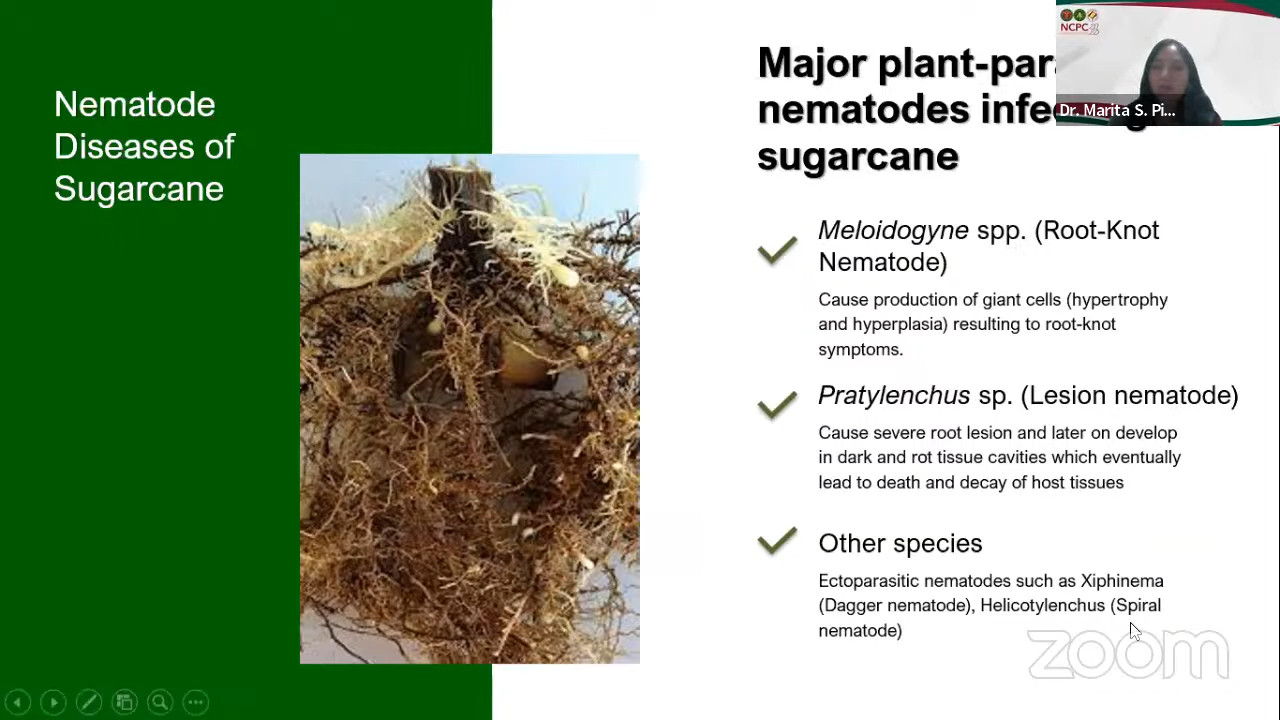 Nematode
Diseases of
Sugarcane
Major plant-par
nematodes infe g
sugarcane
NCPC
Dr. Marita S. Pi...
Meloidogyne spp. (Root-Knot
Nematode)
Cause production of giant cells (hypertrophy
and hyperplasia) resulting to root-knot
symptoms.
Pratylenchus sp. (Lesion nematode)
Cause severe root lesion and later on develop
in dark and rot tissue cavities which eventually
lead to death and decay of host tissues
Other species
Ectoparasitic nematodes such as Xiphinema
(Dagger nematode), Helicotylenchus (Spiral
nematode)
zoom